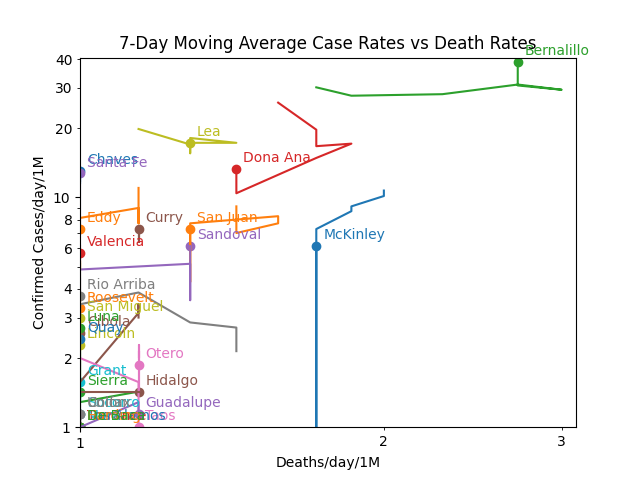 7-Day Moving Average Case Rates vs Death Rates
Bernalillo
Lea
Dona Ana
Chaves
Santa Fe
Eddy
Curry
San Juan
Sandoval
McKinley
Valencia
Rio Arriba
Roosevelt
San Miguel
Luna
Cibola
Quay
Lincoln
Otero
Grant
Sierra
Hidalgo
Guadalupe
Taos
Confirmed Cases/day/1M
40
30
20
10
8
6
4
3
2
1
1
2
3
Deaths/day/1M